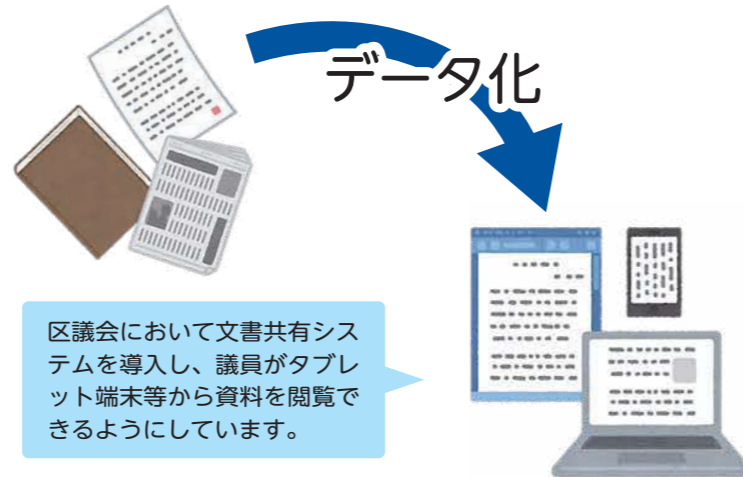 データ化
区議会において文書共有シス
テムを導入し、議員がタブレ
ット端末等から資料を閲覧で
きるようにしています。